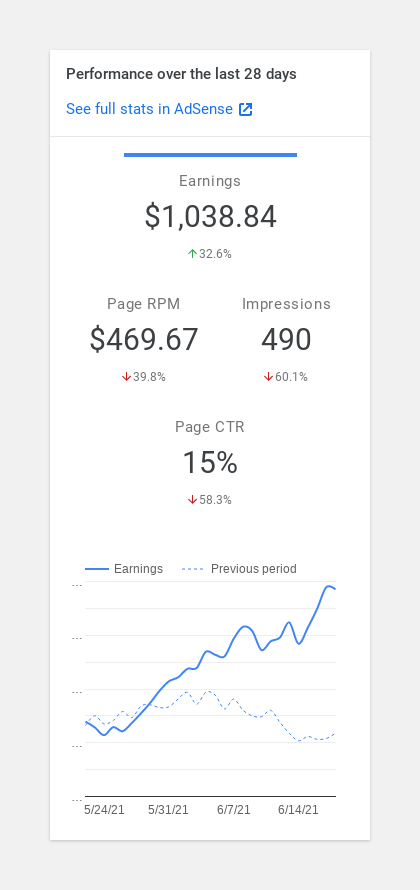 Performance over the last 28 days
See full stats in AdSense
Earnings
$1,038.84
32.6%
Page RPM
$469.67
39.8%
Impressions
490
60.1%
Page CTR
15%
58.3%
Earnings
Previous period
...
...
...
...
...
5/24/21 5/31/21 6/7/21 6/14/21